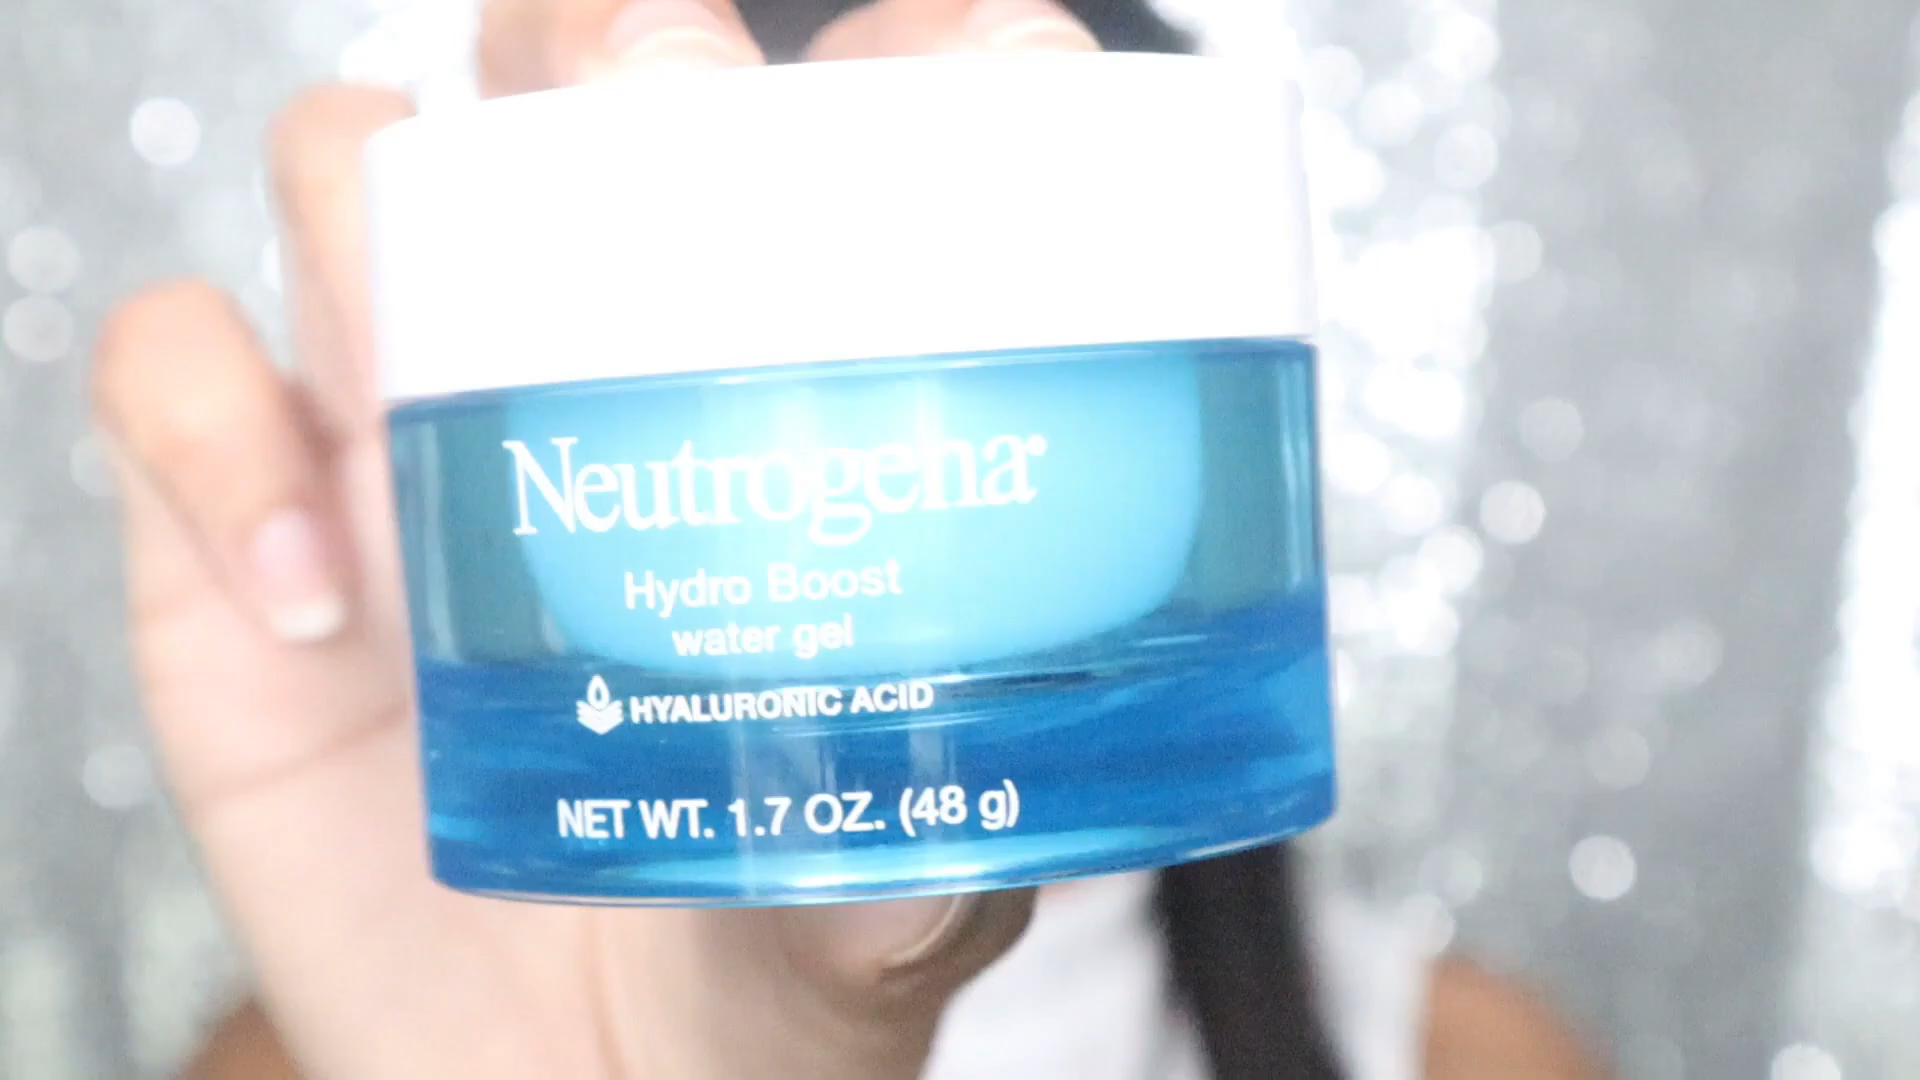 Neutrogena
Hydro Boost
water gel
HYALURONIC ACID
NET WT. 1.7 OZ. (48 g)